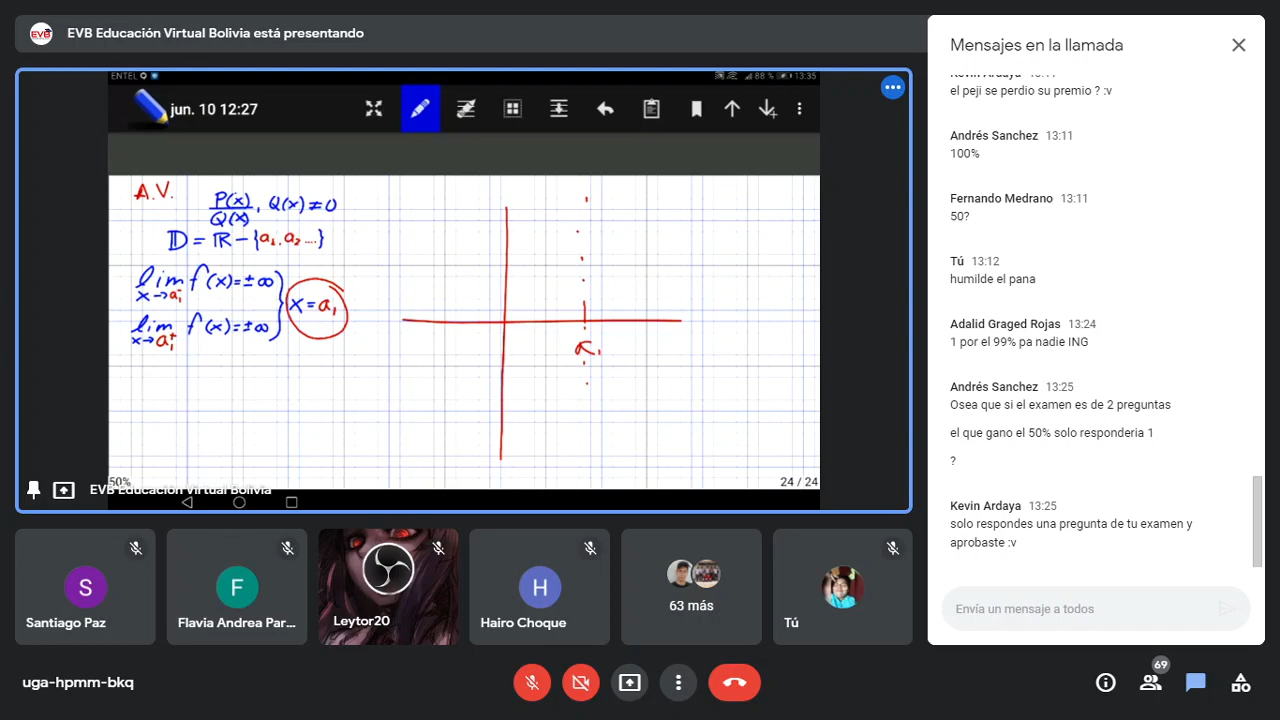 EVB Educación Virtual Bolivia está presentando
ENTEL
88 % 13:35
jun. 10 12:27
A.V.
P(x)/Q(x), Q(x) ≠ 0
D = R - {a₁, a₂ ....}
lim f(x) = ±∞
x→a₁⁻
x = a₁
lim f(x) = ±∞
x→a₁⁺
a₁
50%
24 / 24
EVB Educación Virtual Bolivia
Santiago Paz
Flavia Andrea Par...
Leytor20
Hairo Choque
63 más
Tú
S
F
H
uga-hpmm-bkq
69
Mensajes en la llamada
Kevin Ardaya 13:11
el peji se perdio su premio ? :v
Andrés Sanchez 13:11
100%
Fernando Medrano 13:11
50?
Tú 13:12
humilde el pana
Adalid Graged Rojas 13:24
1 por el 99% pa nadie ING
Andrés Sanchez 13:25
Osea que si el examen es de 2 preguntas
el que gano el 50% solo responderia 1
?
Kevin Ardaya 13:25
solo respondes una pregunta de tu examen y
aprobaste :v
Envía un mensaje a todos